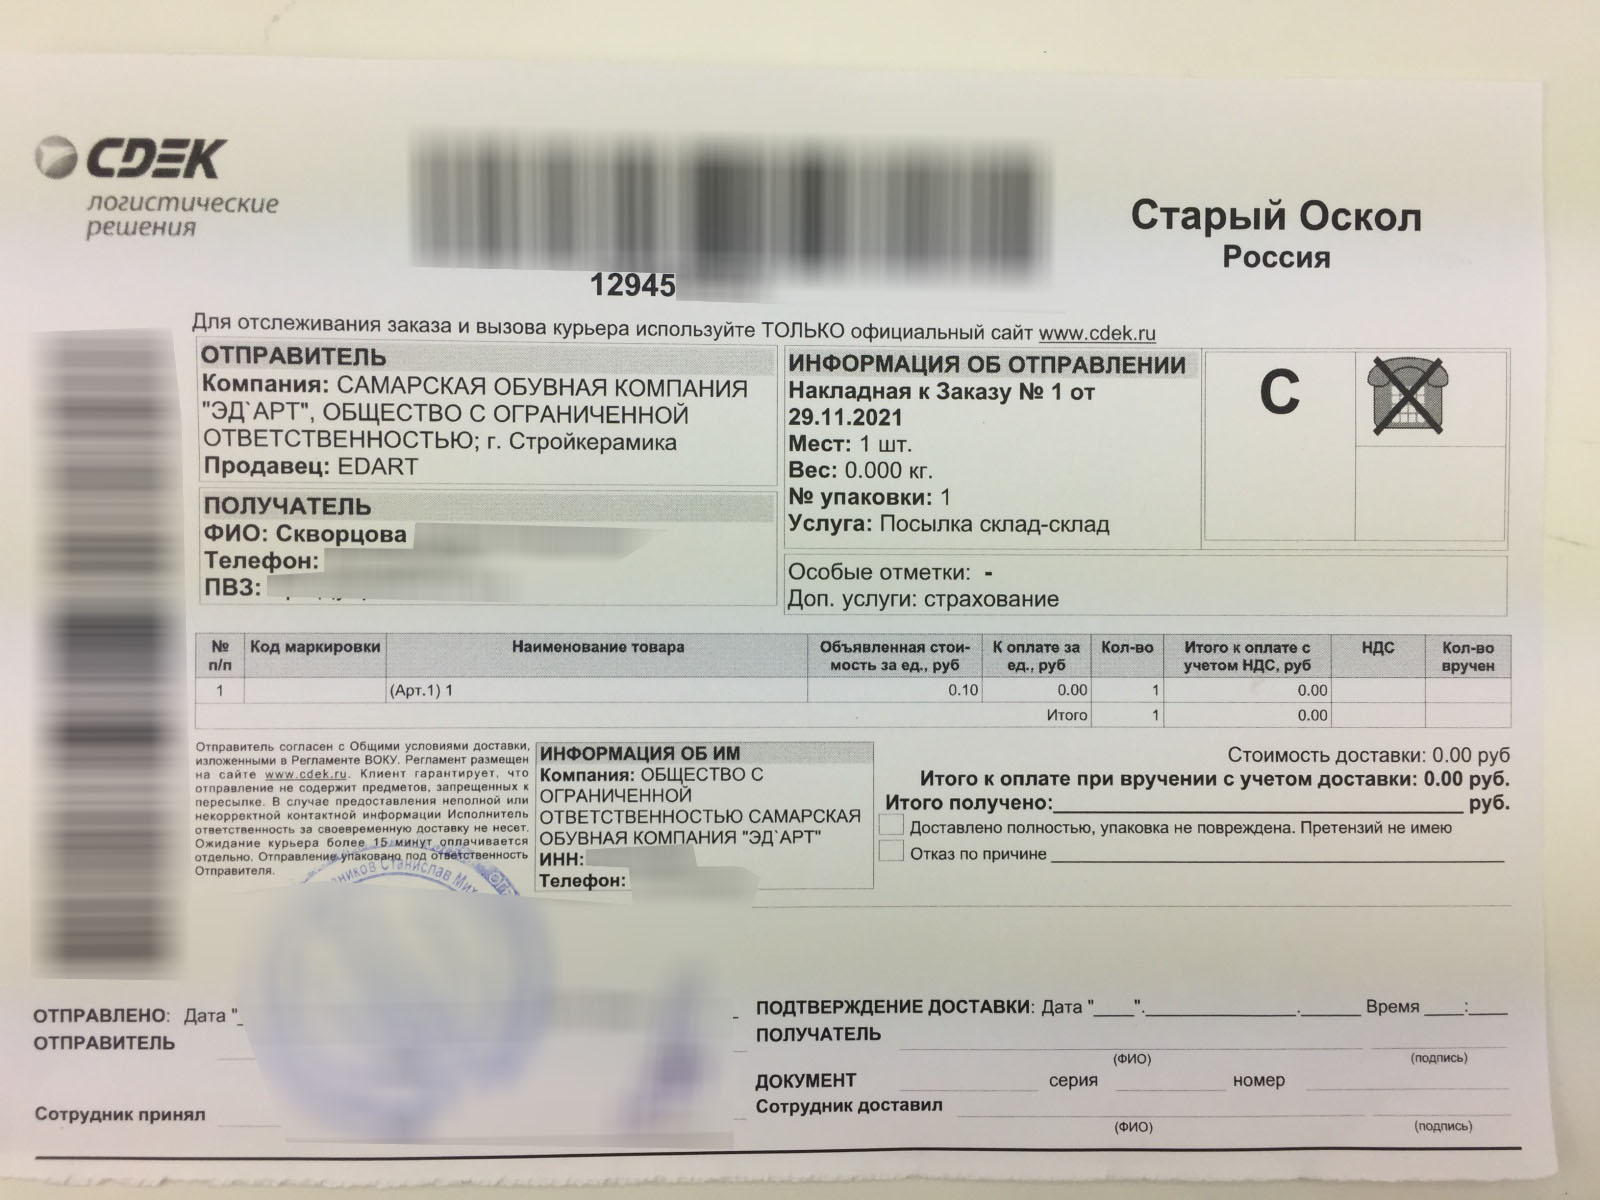 CDEK
логистические
решения
12945
Старый Оскол
Россия
Для отслеживания заказа и вызова курьера используйте ТОЛЬКО официальный сайт www.cdek.ru
ОТПРАВИТЕЛЬ
Компания: САМАРСКАЯ ОБУВНАЯ КОМПАНИЯ
"ЭД`АРТ", ОБЩЕСТВО С ОГРАНИЧЕННОЙ
ОТВЕТСТВЕННОСТЬЮ; г. Стройкерамика
Продавец: EDART
ПОЛУЧАТЕЛЬ
ФИО: Скворцова
Телефон:
ПВЗ:
ИНФОРМАЦИЯ ОБ ОТПРАВЛЕНИИ
Накладная к Заказу № 1 от
29.11.2021
Мест: 1 шт.
Вес: 0.000 кг.
№ упаковки: 1
Услуга: Посылка склад-склад
С
Особые отметки: -
Доп. услуги: страхование
№ п/п Код маркировки Наименование товара Объявленная стои- мость за ед., руб К оплате за ед., руб Кол-во Итого к оплате с учетом НДС, руб НДС Кол-во вручен
1 (Арт.1) 1 0.10 0.00 1 0.00
Итого 1 0.00
Отправитель согласен с Общими условиями доставки,
изложенными в Регламенте ВОКУ. Регламент размещен
на сайте www.cdek.ru. Клиент гарантирует, что
отправление не содержит предметов, запрещенных к
пересылке. В случае предоставления неполной или
некорректной контактной информации Исполнитель
ответственность за своевременную доставку не несет.
Ожидание курьера более 15 минут оплачивается
отдельно. Отправление упаковано под ответственность
Отправителя.
Станислав
ИНФОРМАЦИЯ ОБ ИМ
Компания: ОБЩЕСТВО С
ОГРАНИЧЕННОЙ
ОТВЕТСТВЕННОСТЬЮ САМАРСКАЯ
ОБУВНАЯ КОМПАНИЯ "ЭД`АРТ"
ИНН:
Телефон:
Стоимость доставки: 0.00 руб
Итого к оплате при вручении с учетом доставки: 0.00 руб.
Итого получено: руб.
Доставлено полностью, упаковка не повреждена. Претензий не имею
Отказ по причине
ОТПРАВЛЕНО: Дата "
ОТПРАВИТЕЛЬ
Сотрудник принял
ПОДТВЕРЖДЕНИЕ ДОСТАВКИ: Дата "____".______________.______ Время ____:____
ПОЛУЧАТЕЛЬ
(ФИО) (подпись)
ДОКУМЕНТ серия номер
Сотрудник доставил
(ФИО) (подпись)